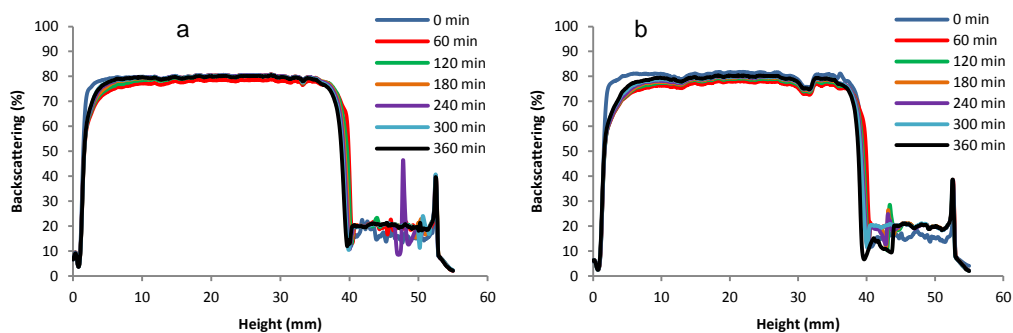 a
0 min
60 min
120 min
180 min
240 min
300 min
360 min
Backscattering (%)
100
90
80
70
60
50
40
30
20
10
0
0 10 20 30 40 50 60
Height (mm)
b
0 min
60 min
120 min
180 min
240 min
300 min
360 min
Backscattering (%)
100
90
80
70
60
50
40
30
20
10
0
0 10 20 30 40 50 60
Height (mm)